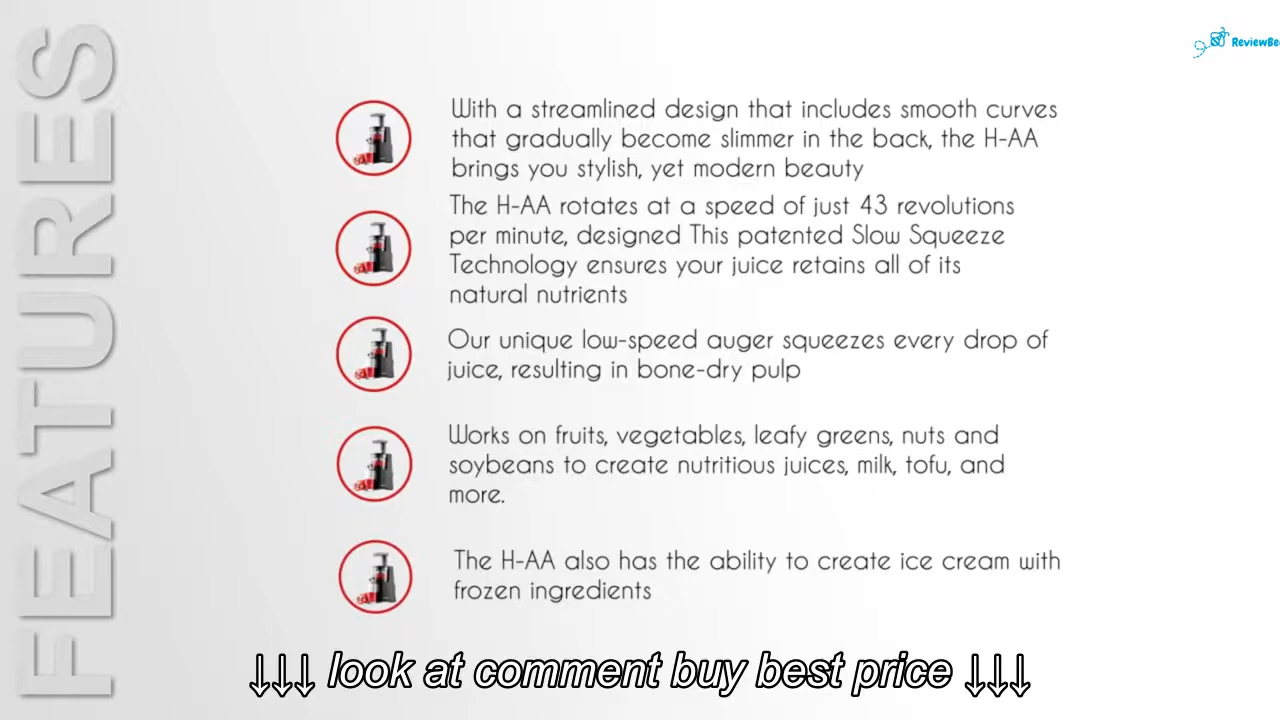 FEATURES
ReviewBe
With a streamlined design that includes smooth curves
that gradually become slimmer in the back, the H-AA
brings you stylish, yet modern beauty
The H-AA rotates at a speed of just 43 revolutions
per minute, designed This patented Slow Squeeze
Technology ensures your juice retains all of its
natural nutrients
Our unique low-speed auger squeezes every drop of
juice, resulting in bone-dry pulp
Works on fruits, vegetables, leafy greens, nuts and
soybeans to create nutritious juices, milk, tofu, and
more.
The H-AA also has the ability to create ice cream with
frozen ingredients
↓↓↓ look at comment buy best price ↓↓↓